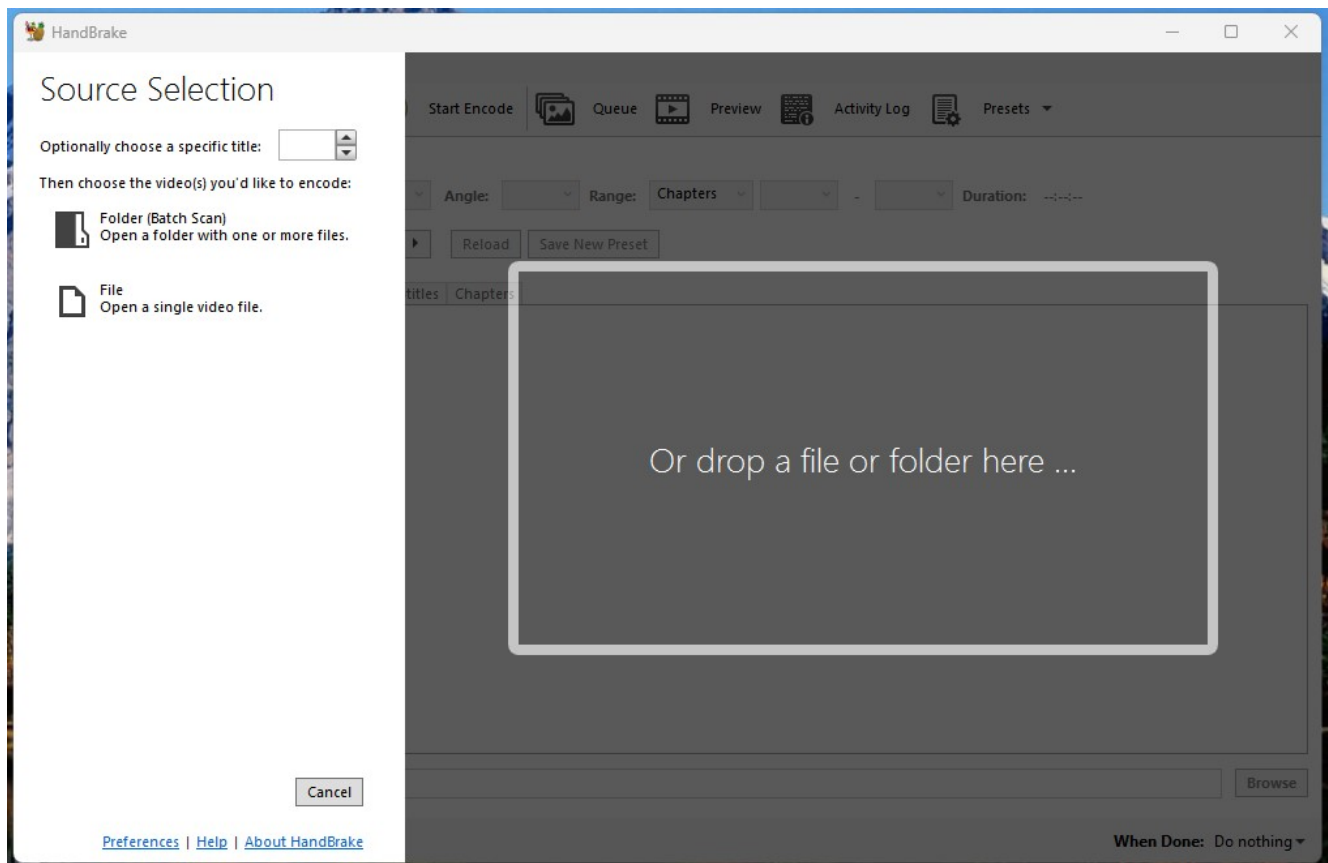 HandBrake
Source Selection
Optionally choose a specific title:
Then choose the video(s) you'd like to encode:
Folder (Batch Scan)
Open a folder with one or more files.
File
Open a single video file.
Cancel
Preferences | Help | About HandBrake
Start Encode Queue Preview Activity Log Presets
Angle: Range: Chapters - Duration: --:--:--
Reload Save New Preset
titles Chapters
Or drop a file or folder here ...
Browse
When Done: Do nothing